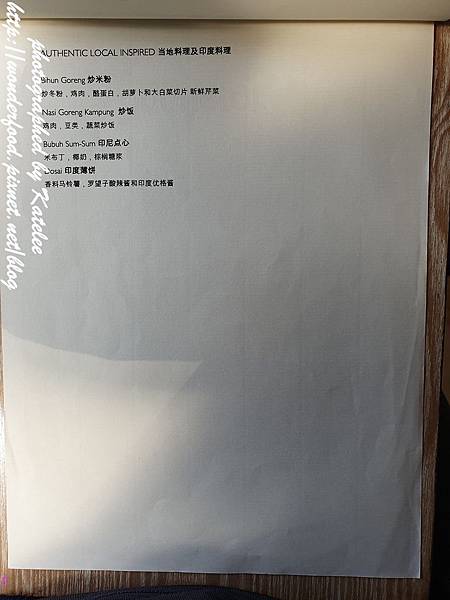 AUTHENTIC LOCAL INSPIRED 当地料理及印度料理
Bihun Goreng 炒米粉
炒冬粉，鸡肉，酪蛋白，胡萝卜和大白菜切片 新鲜芹菜
Nasi Goreng Kampung 炒饭
鸡肉，豆类，蔬菜炒饭
Bubuh Sum-Sum 印尼点心
米布丁，椰奶，棕榈糖浆
Dosai 印度薄饼
香料马铃薯，罗望子酸辣酱和印度优格酱
photographed by Katelee
http://wonderfood.pixnet.net/blog